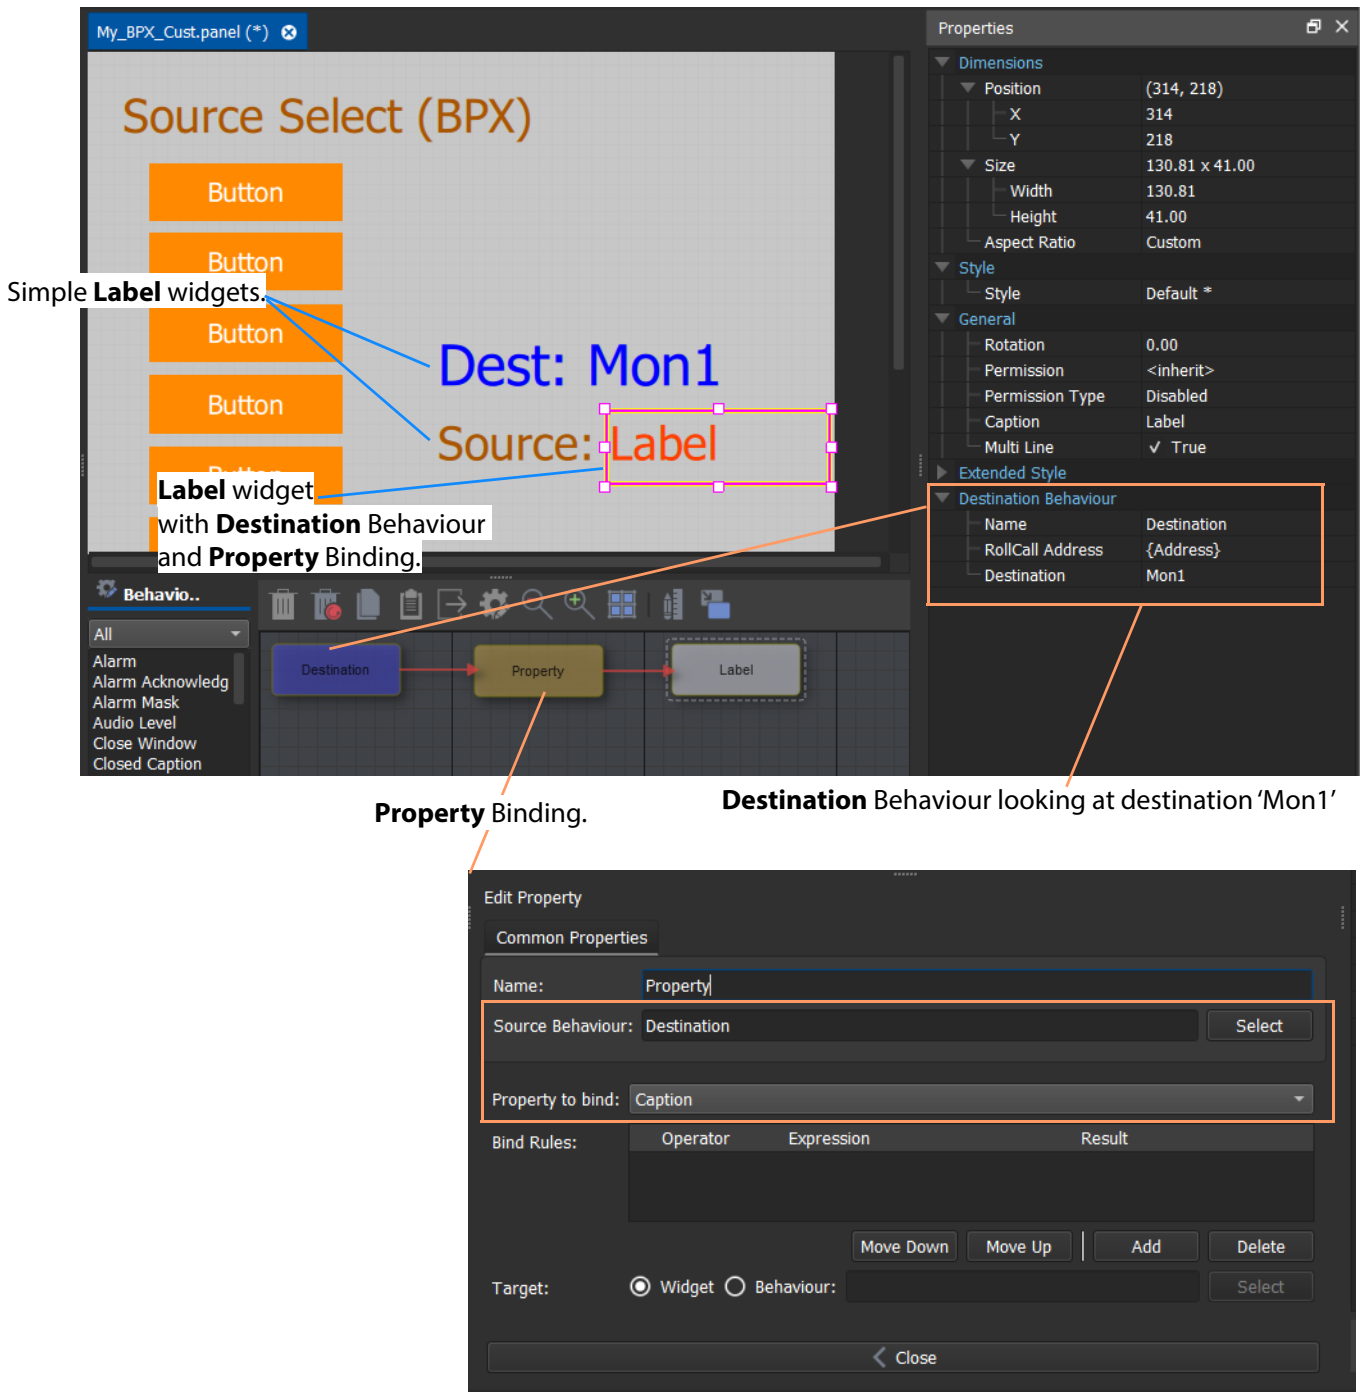 My_BPX_Cust.panel (*)
Source Select (BPX)
Button
Button
Simple Label widgets.
Button
Dest: Mon1
Button
Source: Label
Label widget
with Destination Behaviour
and Property Binding.
Properties
Dimensions
Position (314, 218)
X 314
Y 218
Size 130.81 x 41.00
Width 130.81
Height 41.00
Aspect Ratio Custom
Style
Style Default *
General
Rotation 0.00
Permission <inherit>
Permission Type Disabled
Caption Label
Multi Line ✓ True
Extended Style
Destination Behaviour
Name Destination
RollCall Address {Address}
Destination Mon1
Behavio..
All
Alarm
Alarm Acknowledg
Alarm Mask
Audio Level
Close Window
Closed Caption
Destination Property Label
Property Binding.
Destination Behaviour looking at destination ‘Mon1’
Edit Property
Common Properties
Name: Property
Source Behaviour: Destination Select
Property to bind: Caption
Bind Rules: Operator Expression Result
Move Down Move Up Add Delete
Target: Widget Behaviour: Select
Close